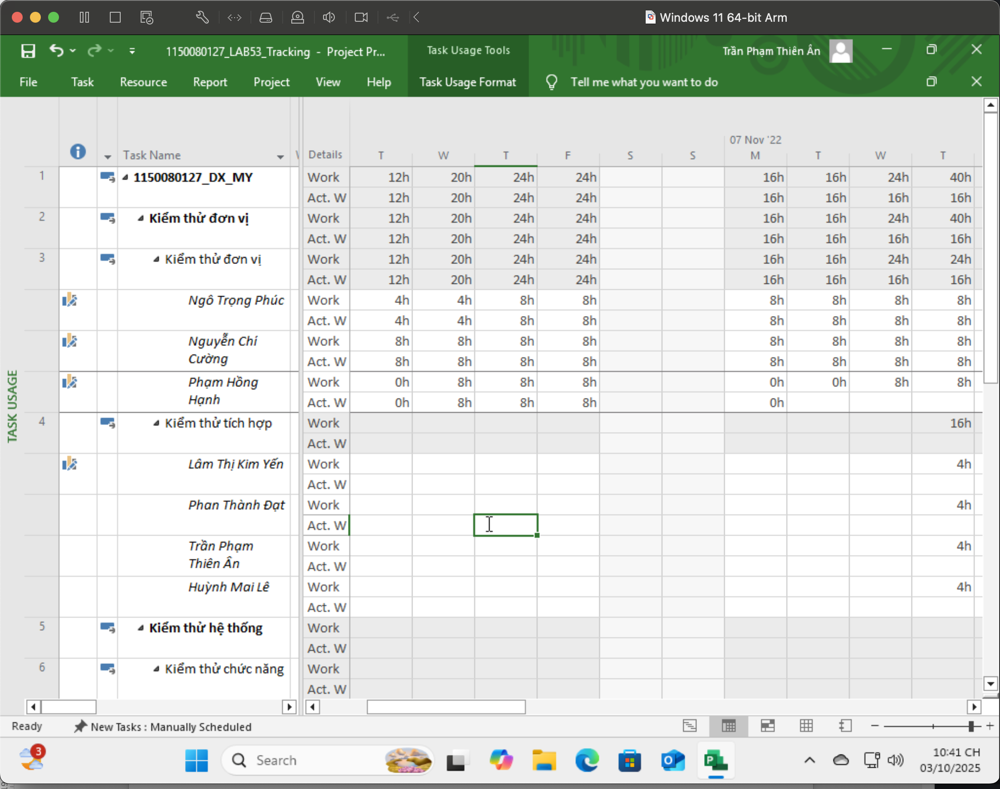 Windows 11 64-bit Arm
1150080127_LAB53_Tracking - Project Pr...
Task Usage Tools
Trần Phạm Thiên Ân
File Task Resource Report Project View Help Task Usage Format Tell me what you want to do
07 Nov '22
Task Name Details T W T F S S M T W T
1 1150080127_DX_MY Work 12h 20h 24h 24h 16h 16h 24h 40h
Act. W 12h 20h 24h 24h 16h 16h 16h 16h
2 Kiểm thử đơn vị Work 12h 20h 24h 24h 16h 16h 24h 40h
Act. W 12h 20h 24h 24h 16h 16h 16h 16h
3 Kiểm thử đơn vị Work 12h 20h 24h 24h 16h 16h 24h 24h
Act. W 12h 20h 24h 24h 16h 16h 16h 16h
Ngô Trọng Phúc Work 4h 4h 8h 8h 8h 8h 8h 8h
Act. W 4h 4h 8h 8h 8h 8h 8h 8h
Nguyễn Chí Work 8h 8h 8h 8h 8h 8h 8h 8h
Cường Act. W 8h 8h 8h 8h 8h 8h 8h 8h
Phạm Hồng Work 0h 8h 8h 8h 0h 0h 8h 8h
Hạnh Act. W 0h 8h 8h 8h 0h
4 Kiểm thử tích hợp Work 16h
Act. W
Lâm Thị Kim Yến Work 4h
Act. W
Phan Thành Đạt Work 4h
Act. W
Trần Phạm Work 4h
Thiên Ân Act. W
Huỳnh Mai Lê Work 4h
Act. W
5 Kiểm thử hệ thống Work
Act. W
6 Kiểm thử chức năng Work
Act. W
TASK USAGE
Ready New Tasks : Manually Scheduled
3
Search
10:41 CH
03/10/2025